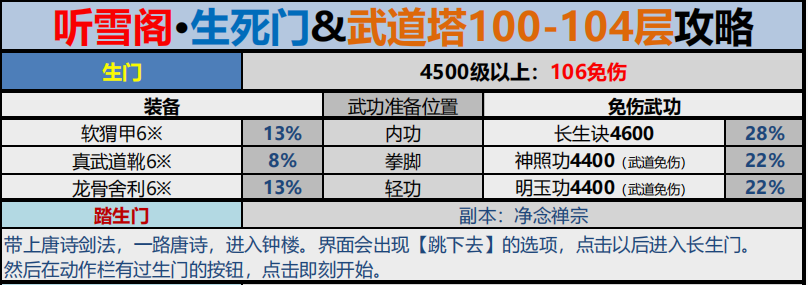 听雪阁·生死门&武道塔100-104层攻略
生门 4500级以上：106免伤
装备 武功准备位置 免伤武功
软猬甲6※ 13% 内功 长生诀4600 28%
真武道靴6※ 8% 拳脚 神照功4400（武道免伤） 22%
龙骨舍利6※ 13% 轻功 明玉功4400（武道免伤） 22%
踏生门 副本：净念禅宗
带上唐诗剑法，一路唐诗，进入钟楼。界面会出现【跳下去】的选项，点击以后进入长生门。
然后在动作栏有过生门的按钮，点击即刻开始。